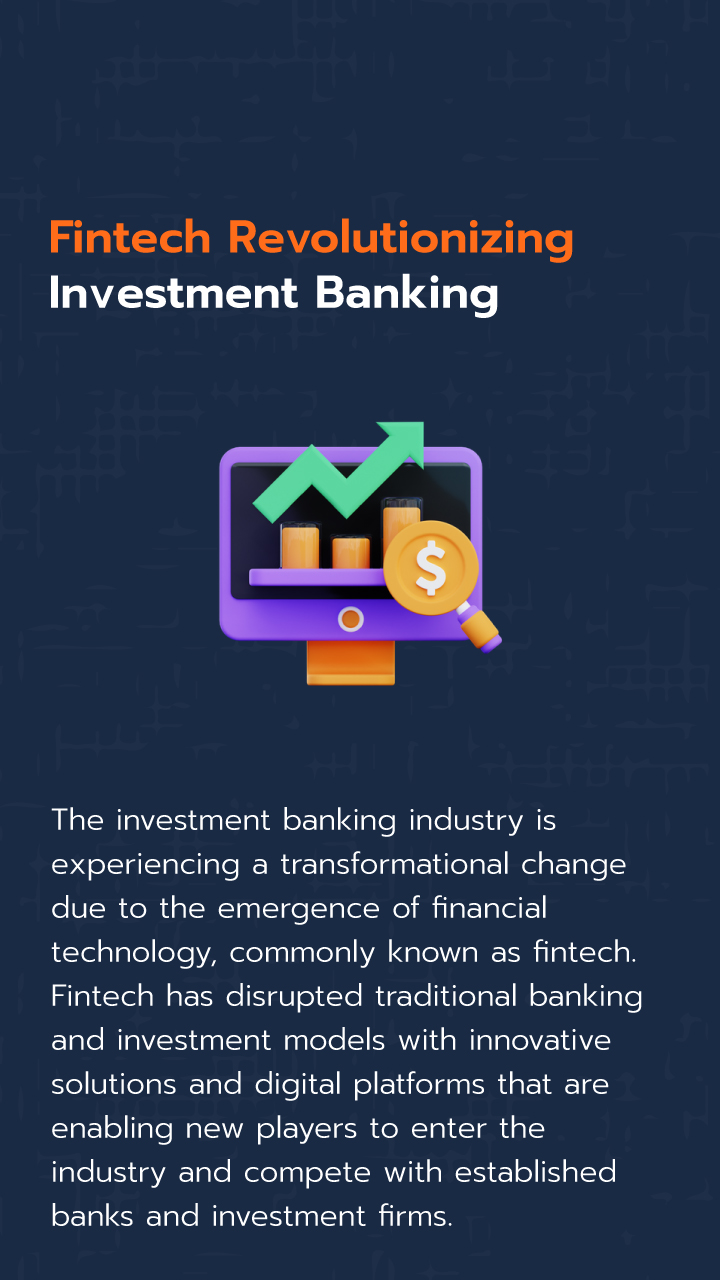 Fintech Revolutionizing
Investment Banking
$
The investment banking industry is
experiencing a transformational change
due to the emergence of financial
technology, commonly known as fintech.
Fintech has disrupted traditional banking
and investment models with innovative
solutions and digital platforms that are
enabling new players to enter the
industry and compete with established
banks and investment firms.